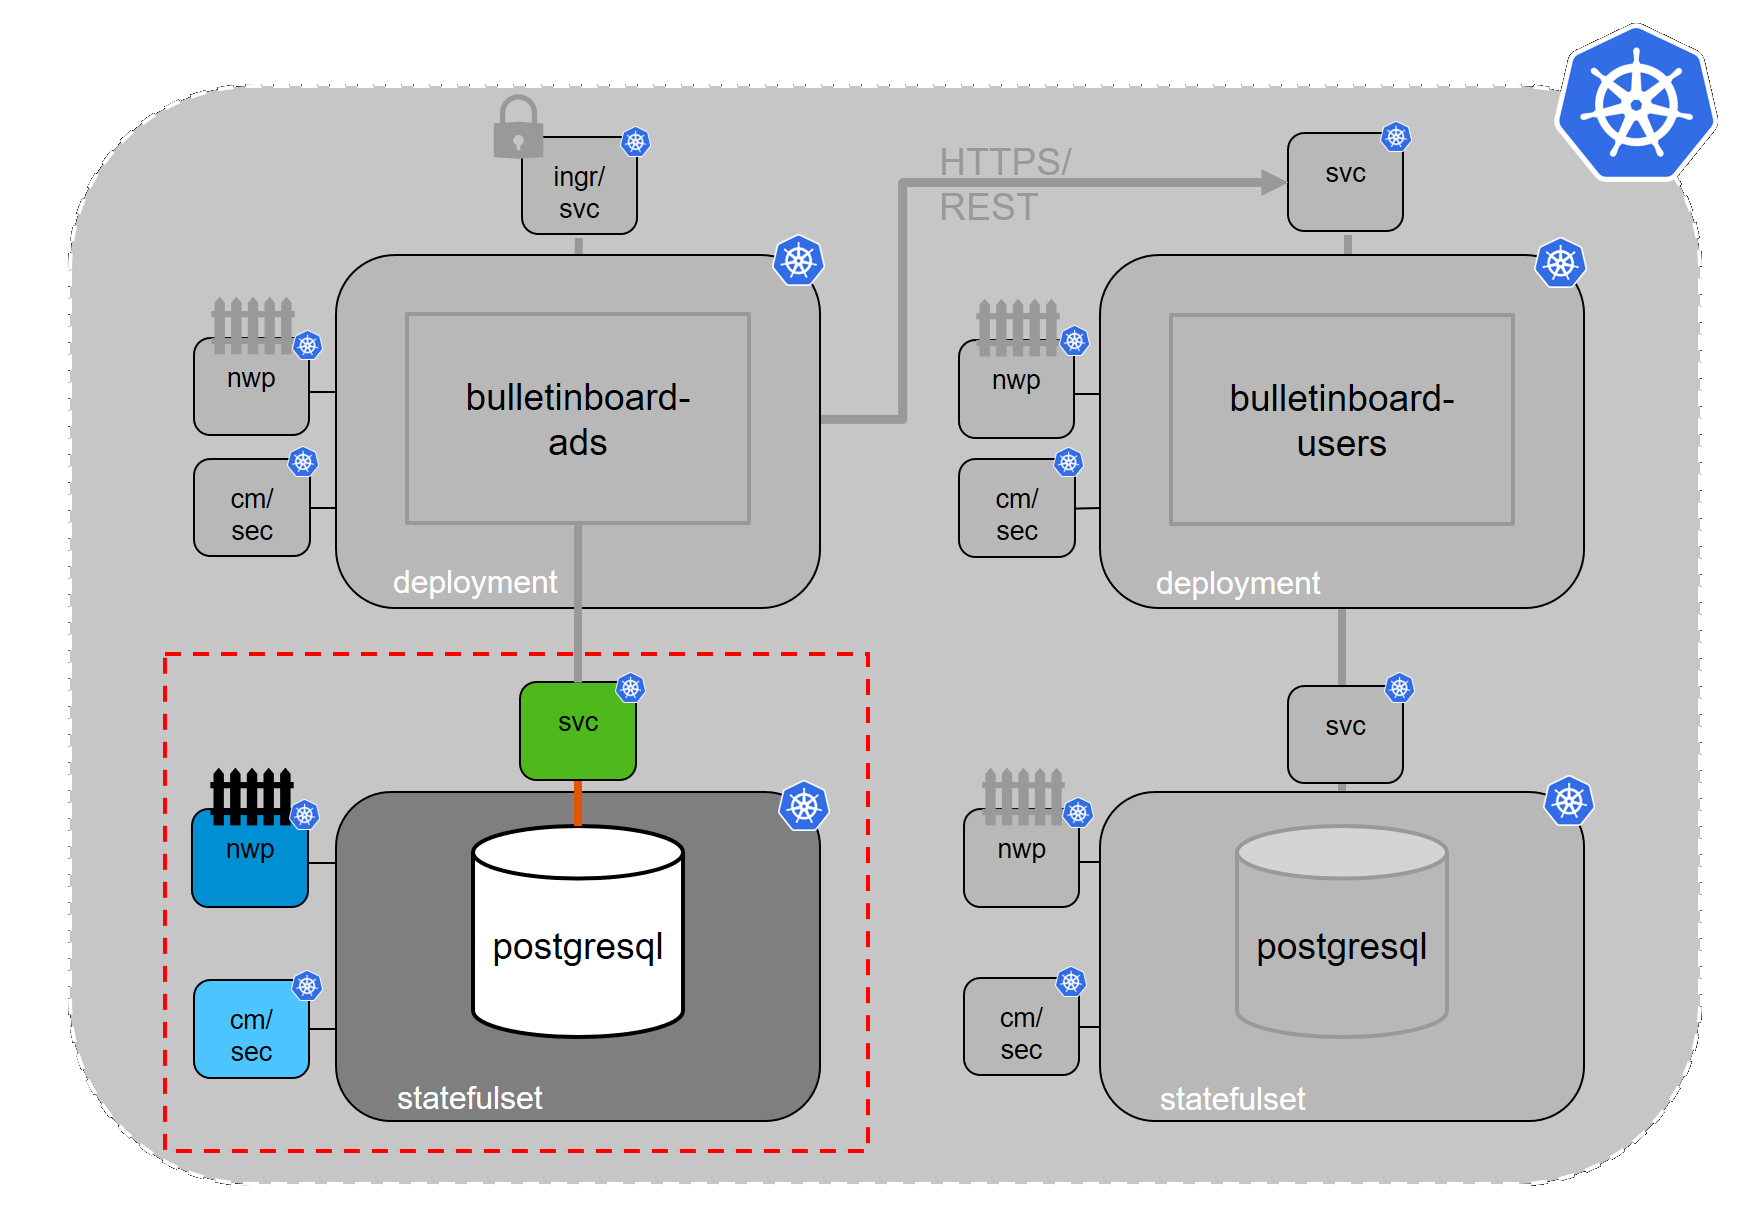 ingr/
svc
HTTPS/
REST
svc
nwp
cm/
sec
bulletinboard-
ads
deployment
nwp
cm/
sec
bulletinboard-
users
deployment
svc
nwp
cm/
sec
postgresql
statefulset
svc
nwp
cm/
sec
postgresql
statefulset